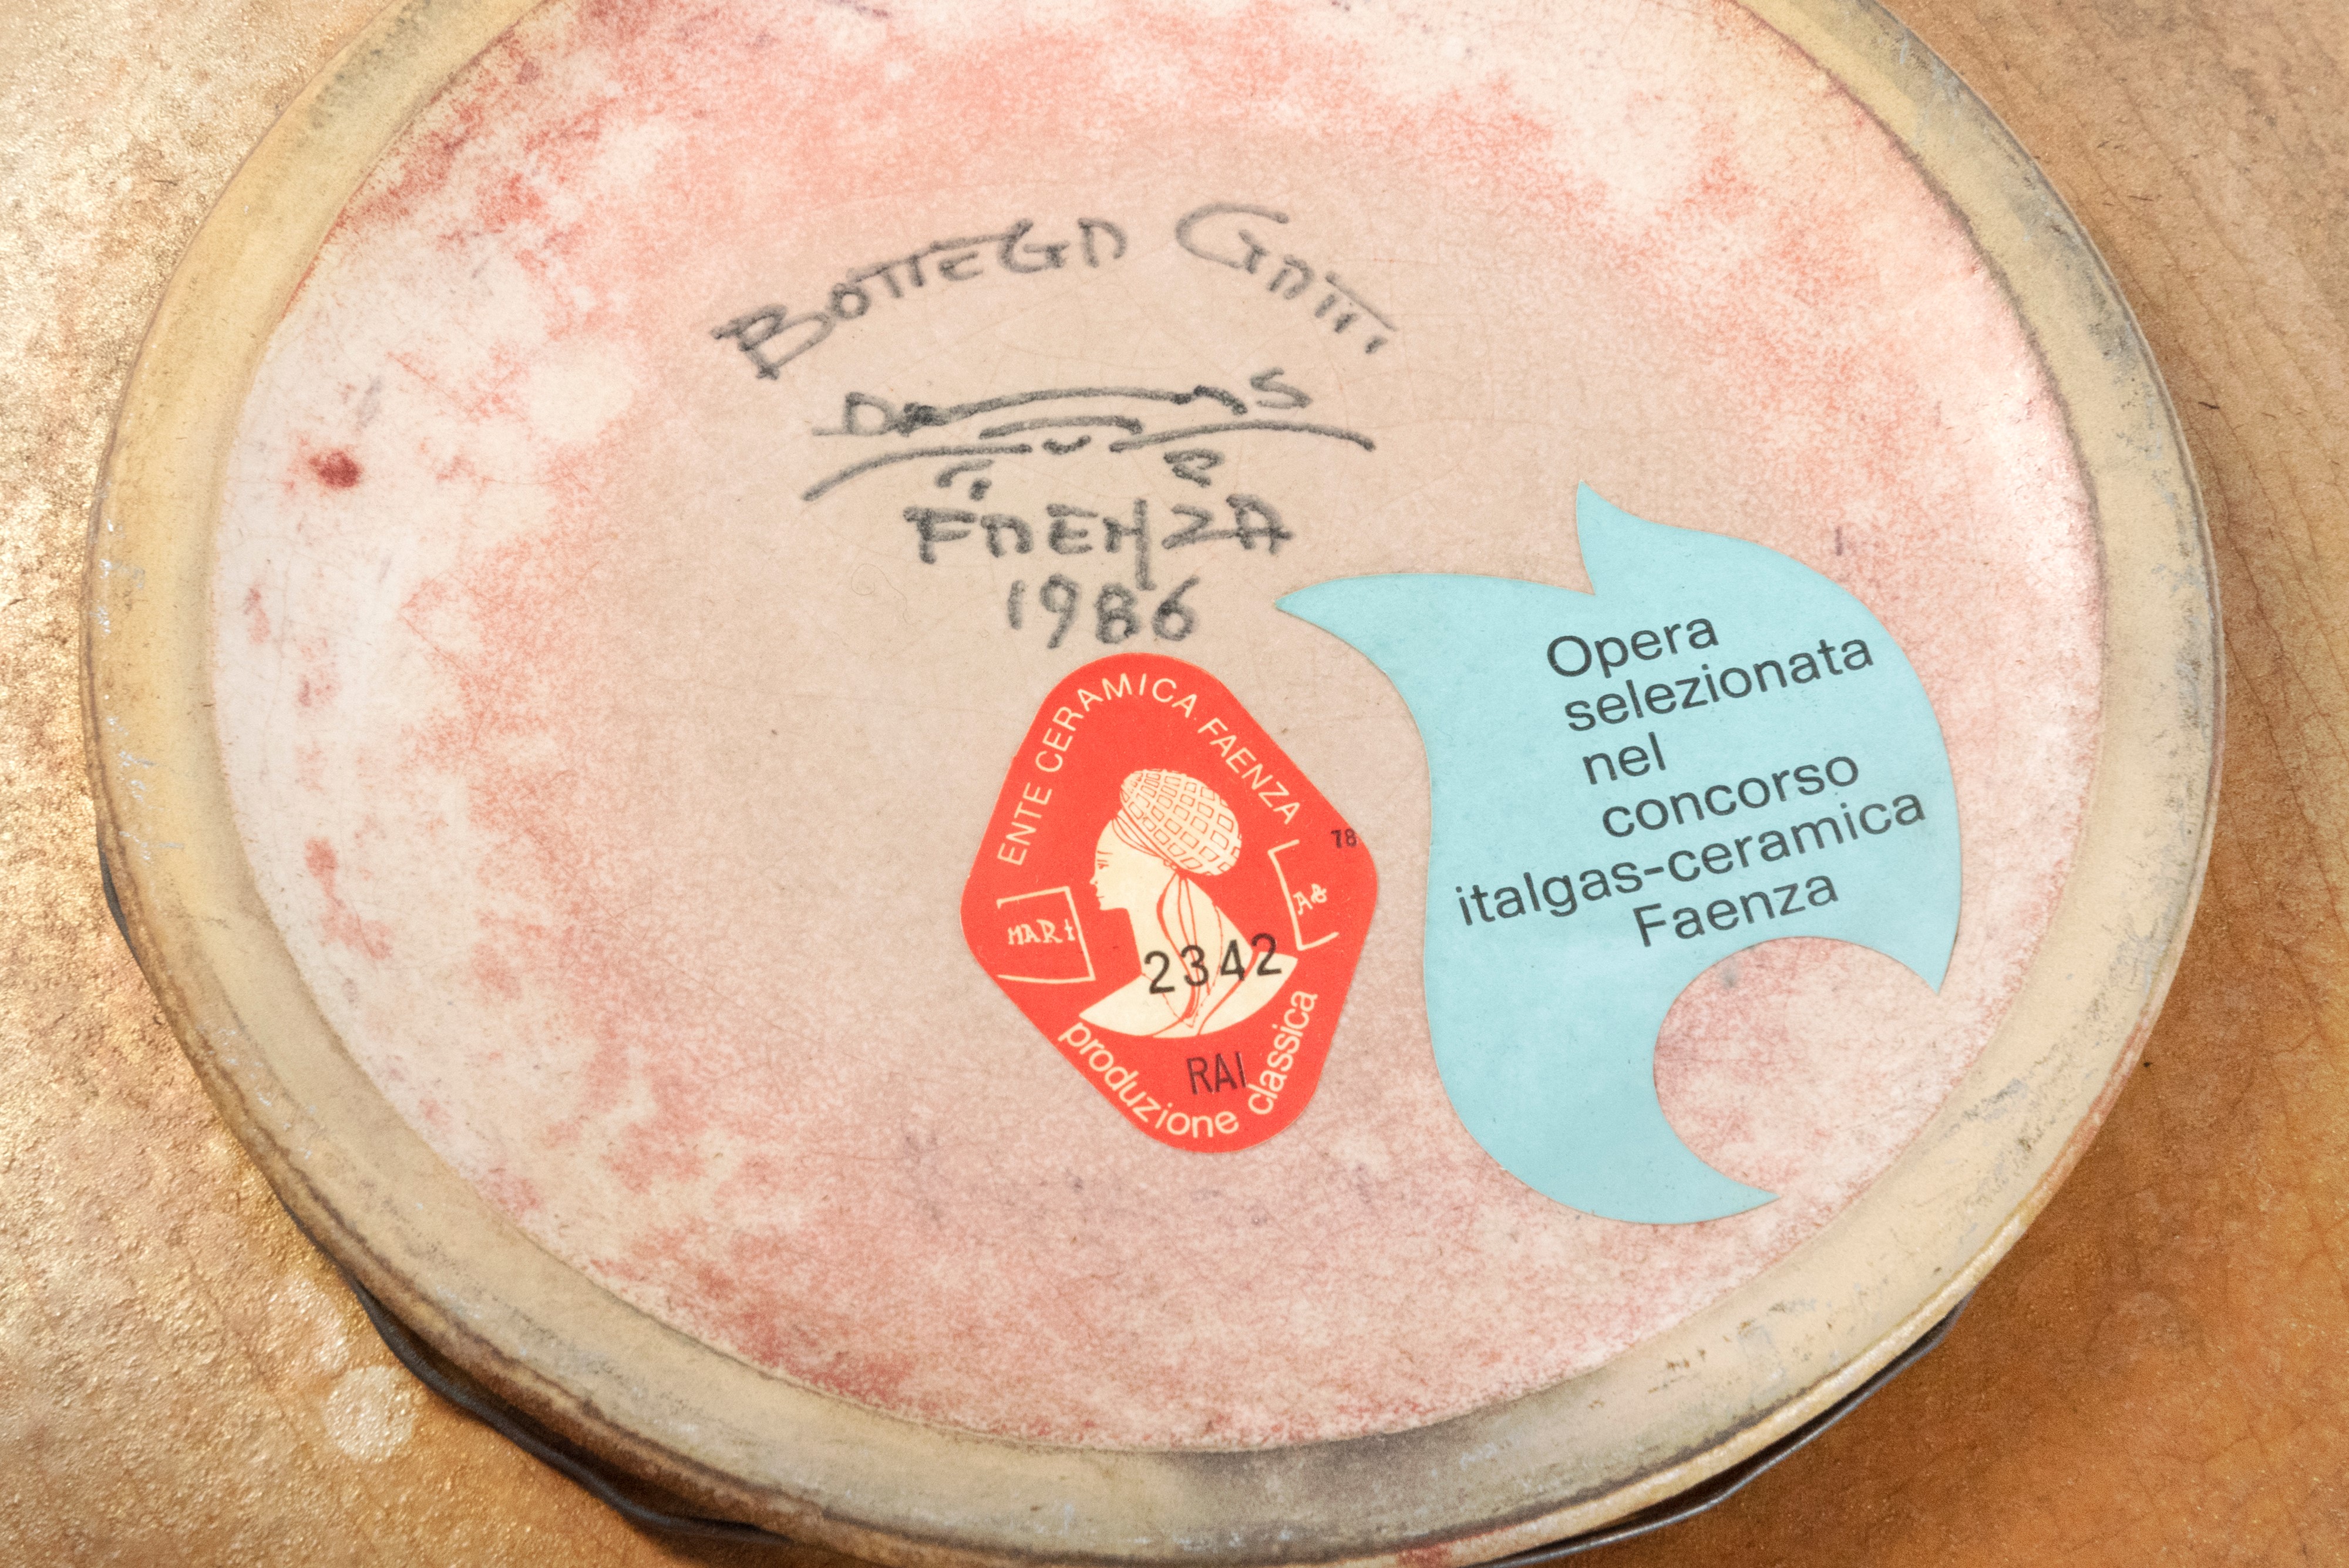 BOTTEGA GATTI
FAENZA
1986
ENTE CERAMICA FAENZA
78
MARt
A&
2342
RAI
produzione classica
Opera
selezionata
nel
concorso
italgas-ceramica
Faenza